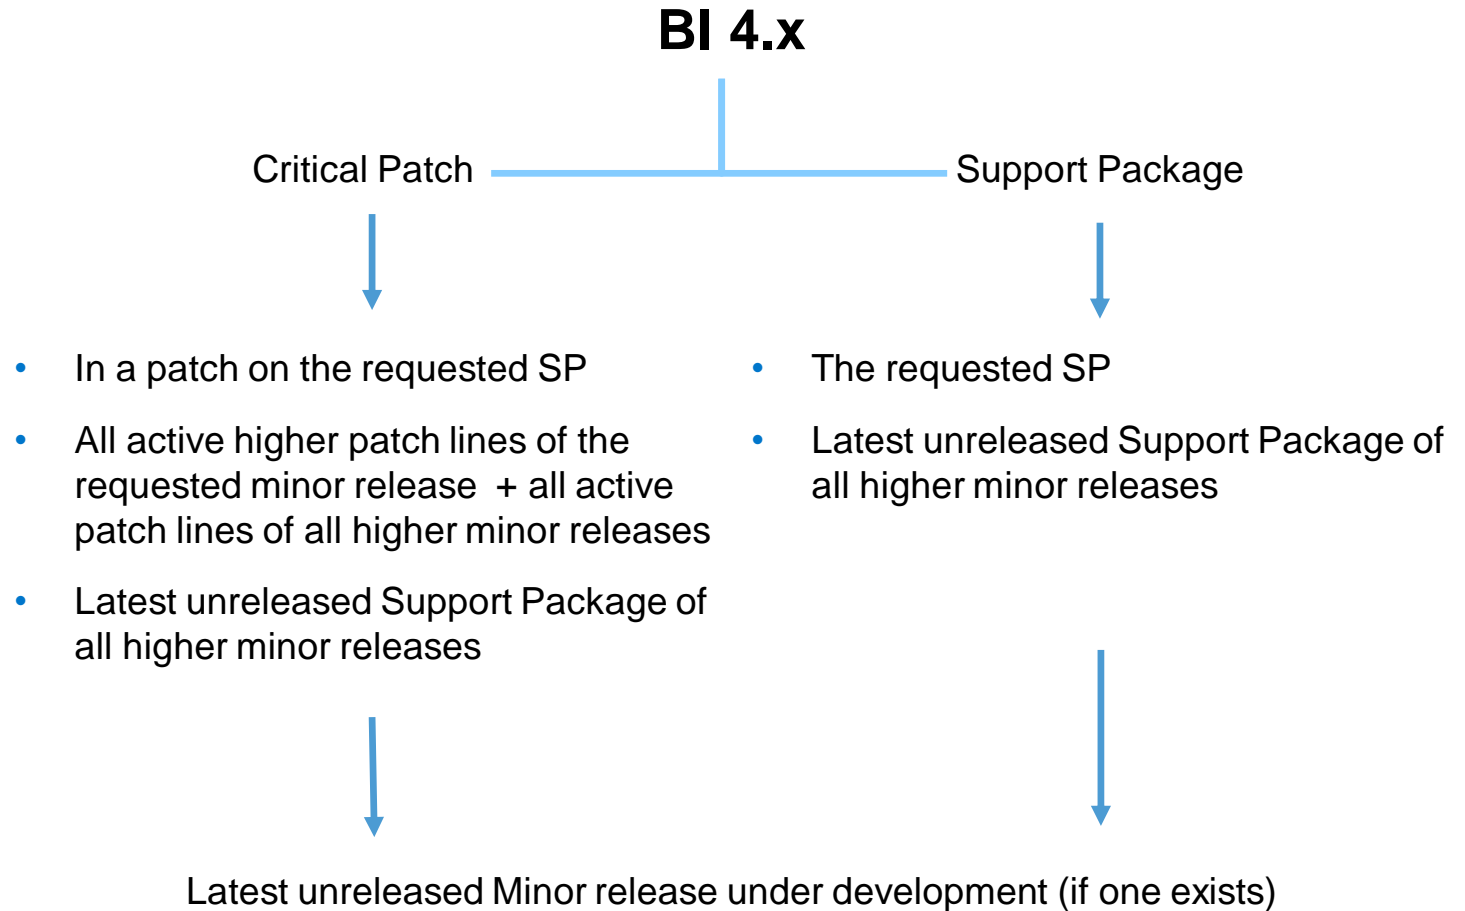 BI 4.x
Critical Patch
Support Package
• In a patch on the requested SP
• All active higher patch lines of the
requested minor release + all active
patch lines of all higher minor releases
• Latest unreleased Support Package of
all higher minor releases
• The requested SP
• Latest unreleased Support Package of
all higher minor releases
Latest unreleased Minor release under development (if one exists)